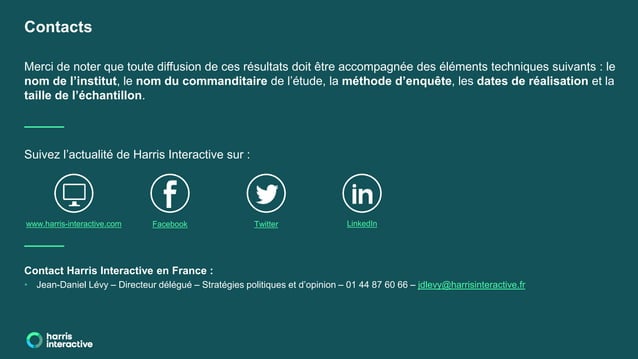 Contacts
Merci de noter que toute diffusion de ces résultats doit être accompagnée des éléments techniques suivants : le
nom de l’institut, le nom du commanditaire de l’étude, la méthode d’enquête, les dates de réalisation et la
taille de l’échantillon.
Suivez l’actualité de Harris Interactive sur :
www.harris-interactive.com Facebook Twitter LinkedIn
Contact Harris Interactive en France :
• Jean-Daniel Lévy – Directeur délégué – Stratégies politiques et d’opinion – 01 44 87 60 66 – jdlevy@harrisinteractive.fr
harris
interactive